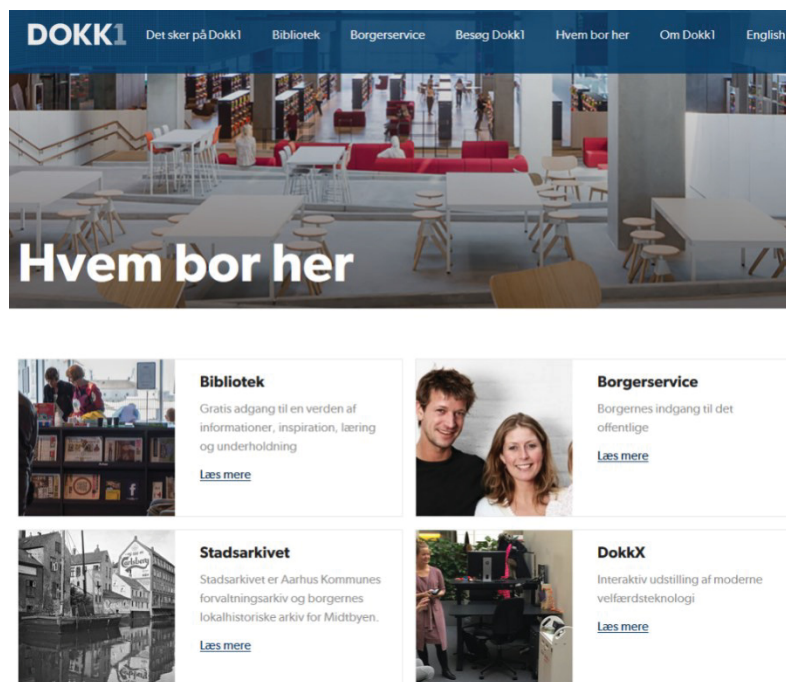 DOKK1 Det sker på Dokk1 Bibliotek Borgerservice Besøg Dokk1 Hvem bor her Om Dokk1 English
Hvem bor her
Bibliotek
Gratis adgang til en verden af
informationer, inspiration, læring
og underholdning
Læs mere
Borgerservice
Borgernes indgang til det
offentlige
Læs mere
Carlsberg
Stadsarkivet
Stadsarkivet er Aarhus Kommunes
forvaltningsarkiv og borgernes
lokalhistoriske arkiv for Midtbyen.
Læs mere
DokkX
Interaktiv udstilling af moderne
velfærdsteknologi
Læs mere